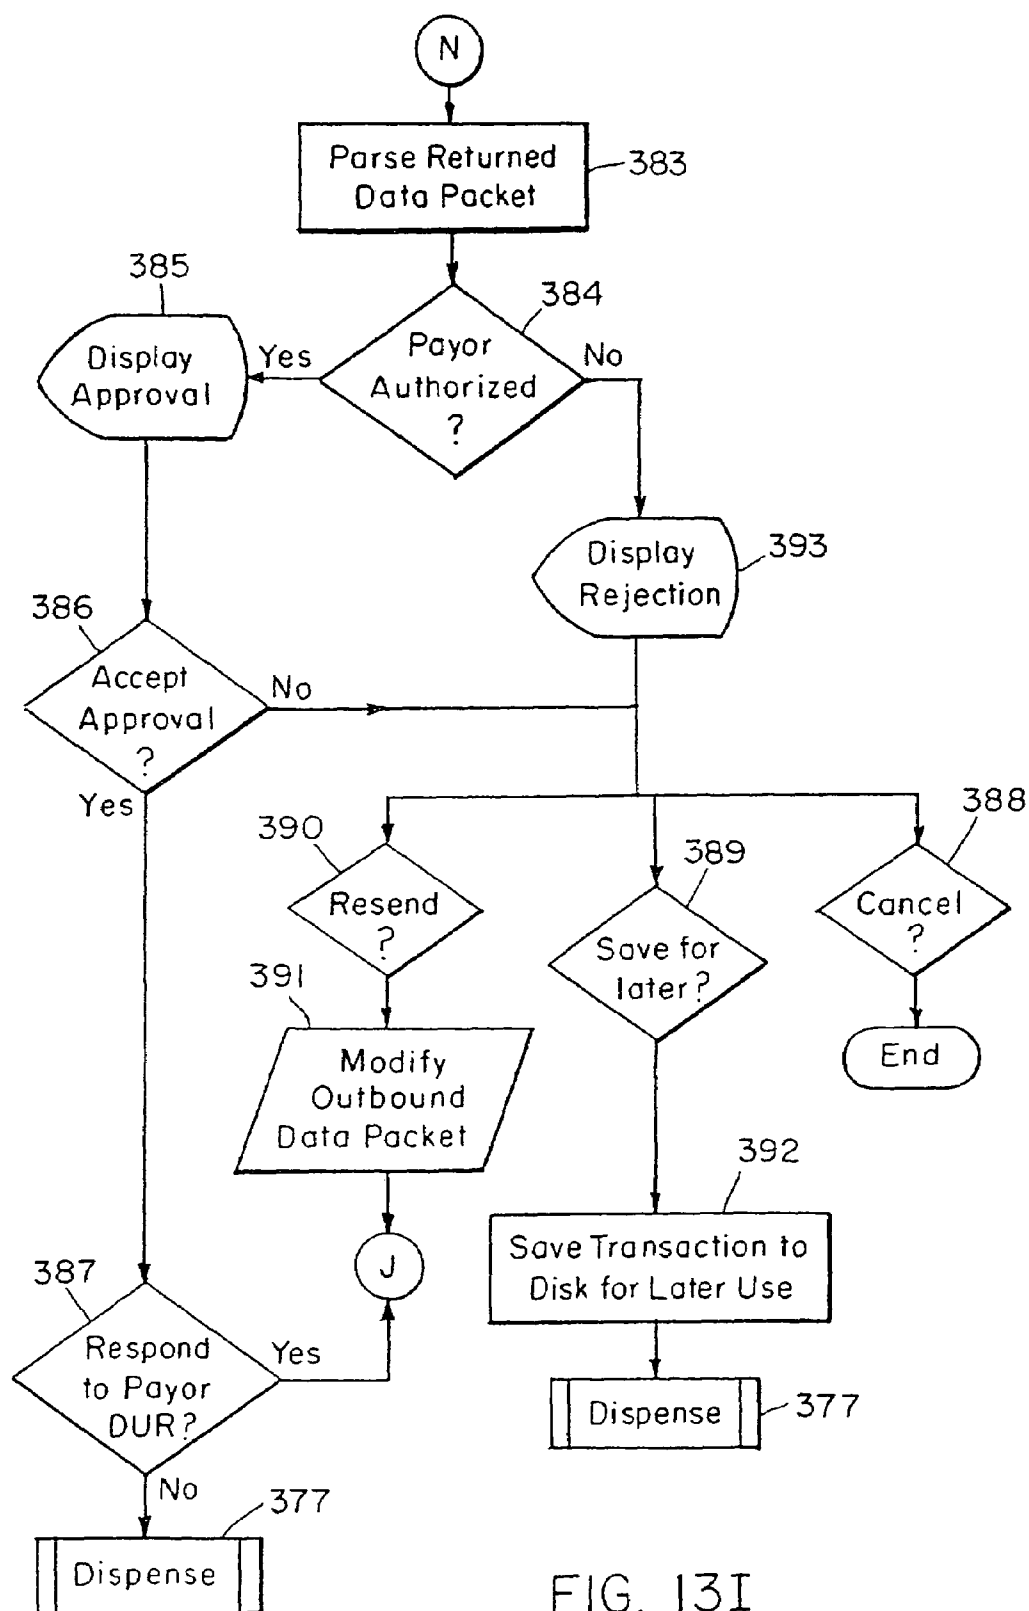 N
Parse Returned
Data Packet
383
385
384
Display
Approval
Yes
Payor
Authorized
?
No
Display
Rejection
393
386
Accept
Approval
?
No
Yes
390
Resend
?
389
Save for
later?
388
Cancel
?
391
Modify
Outbound
Data Packet
End
392
Save Transaction to
Disk for Later Use
J
387
Respond
to Payor
DUR?
Yes
No
Dispense
377
377
Dispense
FIG. 13I